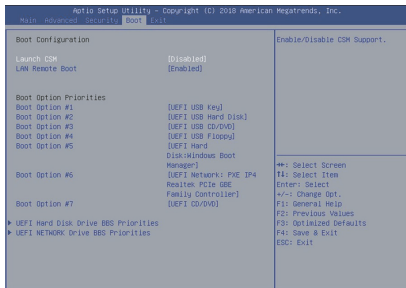 Aptio Setup Utility – Copyright (C) 2018 American Megatrends, Inc.
Main Advanced Security Boot Exit
Boot Configuration
Launch CSM [Disabled]
LAN Remote Boot [Enabled]
Boot Option Priorities
Boot Option #1 [UEFI USB Key]
Boot Option #2 [UEFI USB Hard Disk]
Boot Option #3 [UEFI USB CD/DVD]
Boot Option #4 [UEFI USB Floppy]
Boot Option #5 [UEFI Hard
Disk:Windows Boot
Manager]
Boot Option #6 [UEFI Network: PXE IP4
Realtek PCIe GBE
Family Controller]
Boot Option #7 [UEFI CD/DVD]
▶ UEFI Hard Disk Drive BBS Priorities
▶ UEFI NETWORK Drive BBS Priorities
Enable/Disable CSM Support.
↔: Select Screen
↑↓: Select Item
Enter: Select
+/-: Change Opt.
F1: General Help
F2: Previous Values
F3: Optimized Defaults
F4: Save & Exit
ESC: Exit